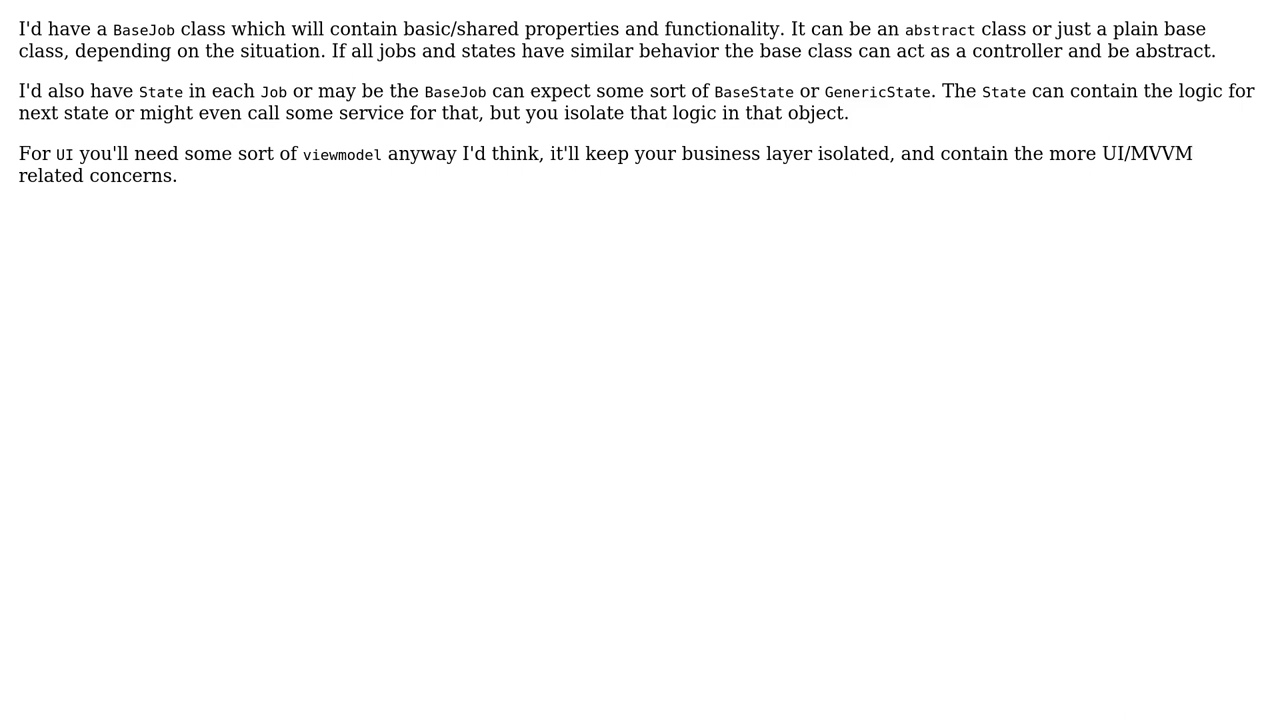 I'd have a BaseJob class which will contain basic/shared properties and functionality. It can be an abstract class or just a plain base
class, depending on the situation. If all jobs and states have similar behavior the base class can act as a controller and be abstract.
I'd also have State in each Job or may be the BaseJob can expect some sort of BaseState or GenericState. The State can contain the logic for
next state or might even call some service for that, but you isolate that logic in that object.
For UI you'll need some sort of viewmodel anyway I'd think, it'll keep your business layer isolated, and contain the more UI/MVVM
related concerns.